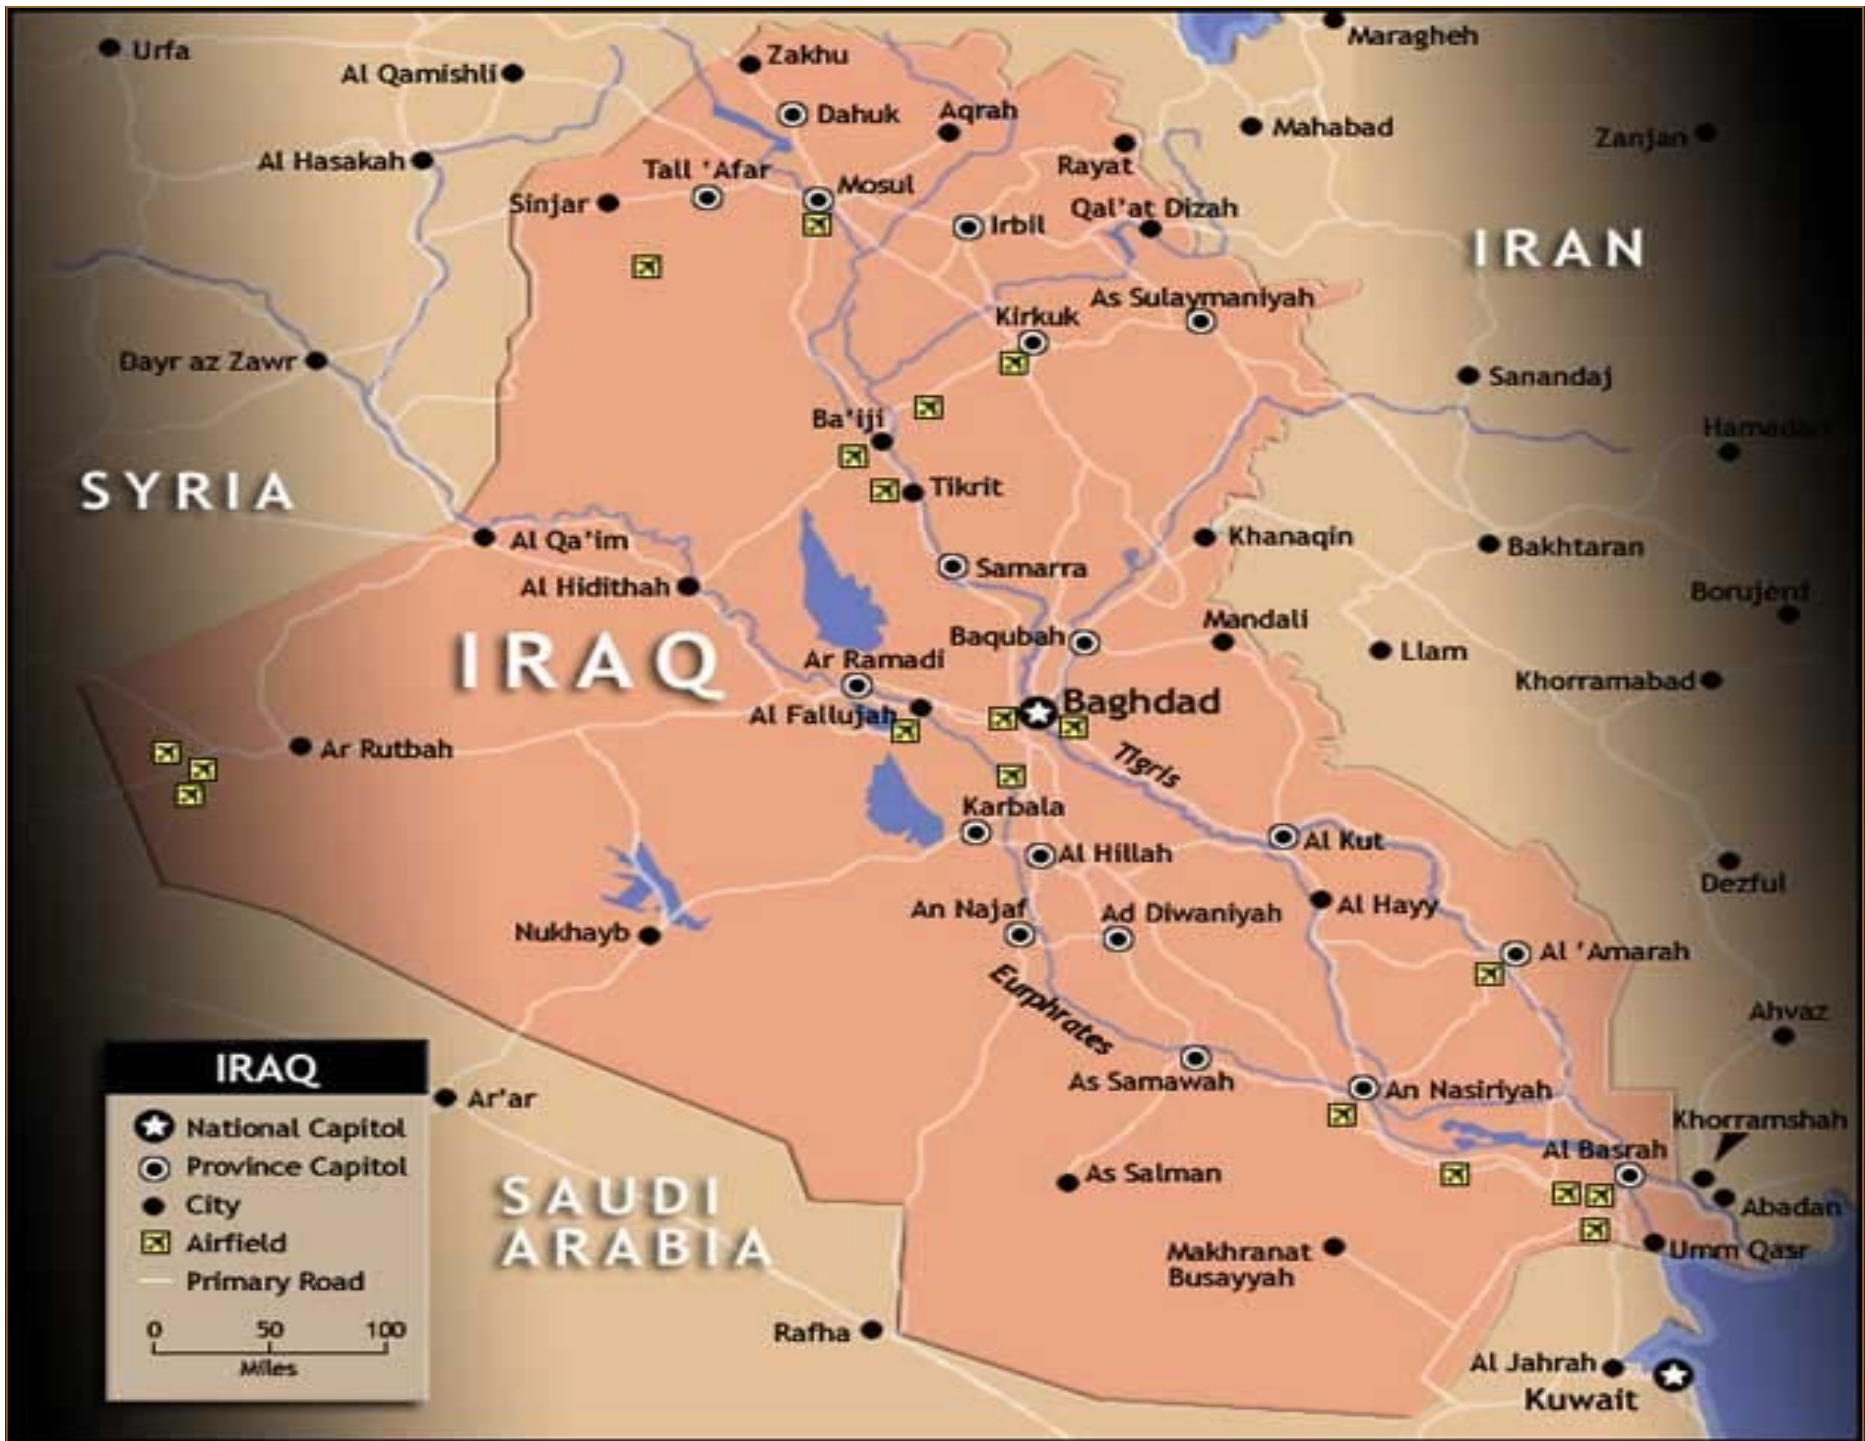 Urfa
Al Qamishli
Zakhu
Maragheh
Dahuk
Aqrah
Mahabad
Zanjan
Al Hasakah
Tall 'Afar
Mosul
Rayat
Sinjar
Irbil
Qal'at Dizah
IRAN
As Sulaymaniyah
Kirkuk
Dayr az Zawr
Sanandaj
Ba'iji
Hamadan
SYRIA
Tikrit
Al Qa'im
Khanaqin
Bakhtaran
Samarra
Al Hidithah
Borujerd
IRAQ
Baqubah
Mandali
Llam
Ar Ramadi
Khorramabad
Al Fallujah
Baghdad
Ar Rutbah
Tigris
Karbala
Al Hillah
Al Kut
Dezful
An Najaf
Ad Diwaniyah
Al Hayy
Nukhayb
Al 'Amarah
Eurphrates
Ahvaz
As Samawah
An Nasiriyah
Ar'ar
Khorramshah
Al Basrah
As Salman
Abadan
SAUDI
ARABIA
Makhranat
Busayyah
Umm Qasr
Rafha
Al Jahrah
Kuwait
IRAQ
National Capitol
Province Capitol
City
Airfield
Primary Road
0 50 100
Miles